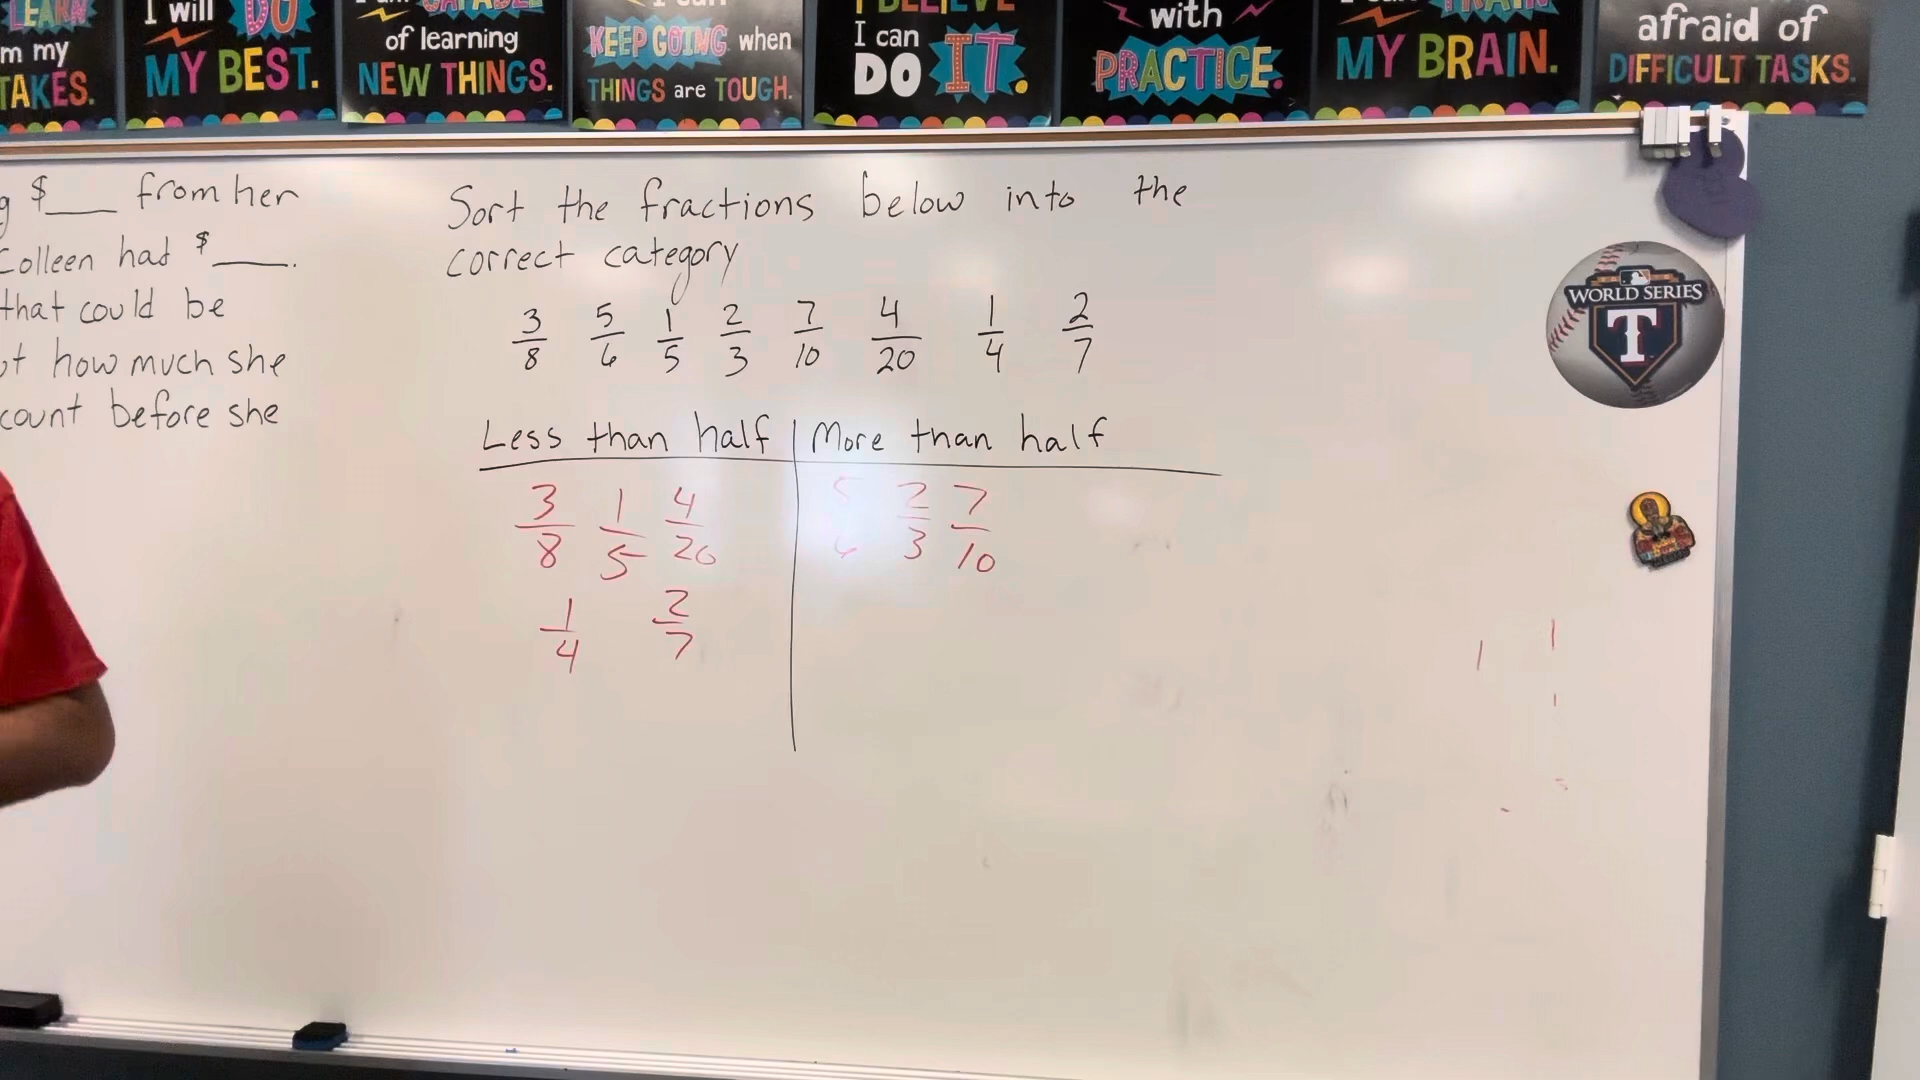 LEARN
m my
TAKES.
I will DO
MY BEST.
of learning
NEW THINGS.
I can
KEEP GOING when
THINGS are TOUGH.
I BELIEVE
I can
DO IT.
with
PRACTICE.
TRAIN
MY BRAIN.
afraid of
DIFFICULT TASKS.
g $___ from her
Colleen had $___.
that could be
ot how much she
count before she
Sort the fractions below into the
correct category
3/8 5/6 1/5 2/3 7/10 4/20 1/4 2/7
Less than half | More than half
3/8 1/5 4/20 5/6 2/3 7/10
1/4 2/7
WORLD SERIES
T